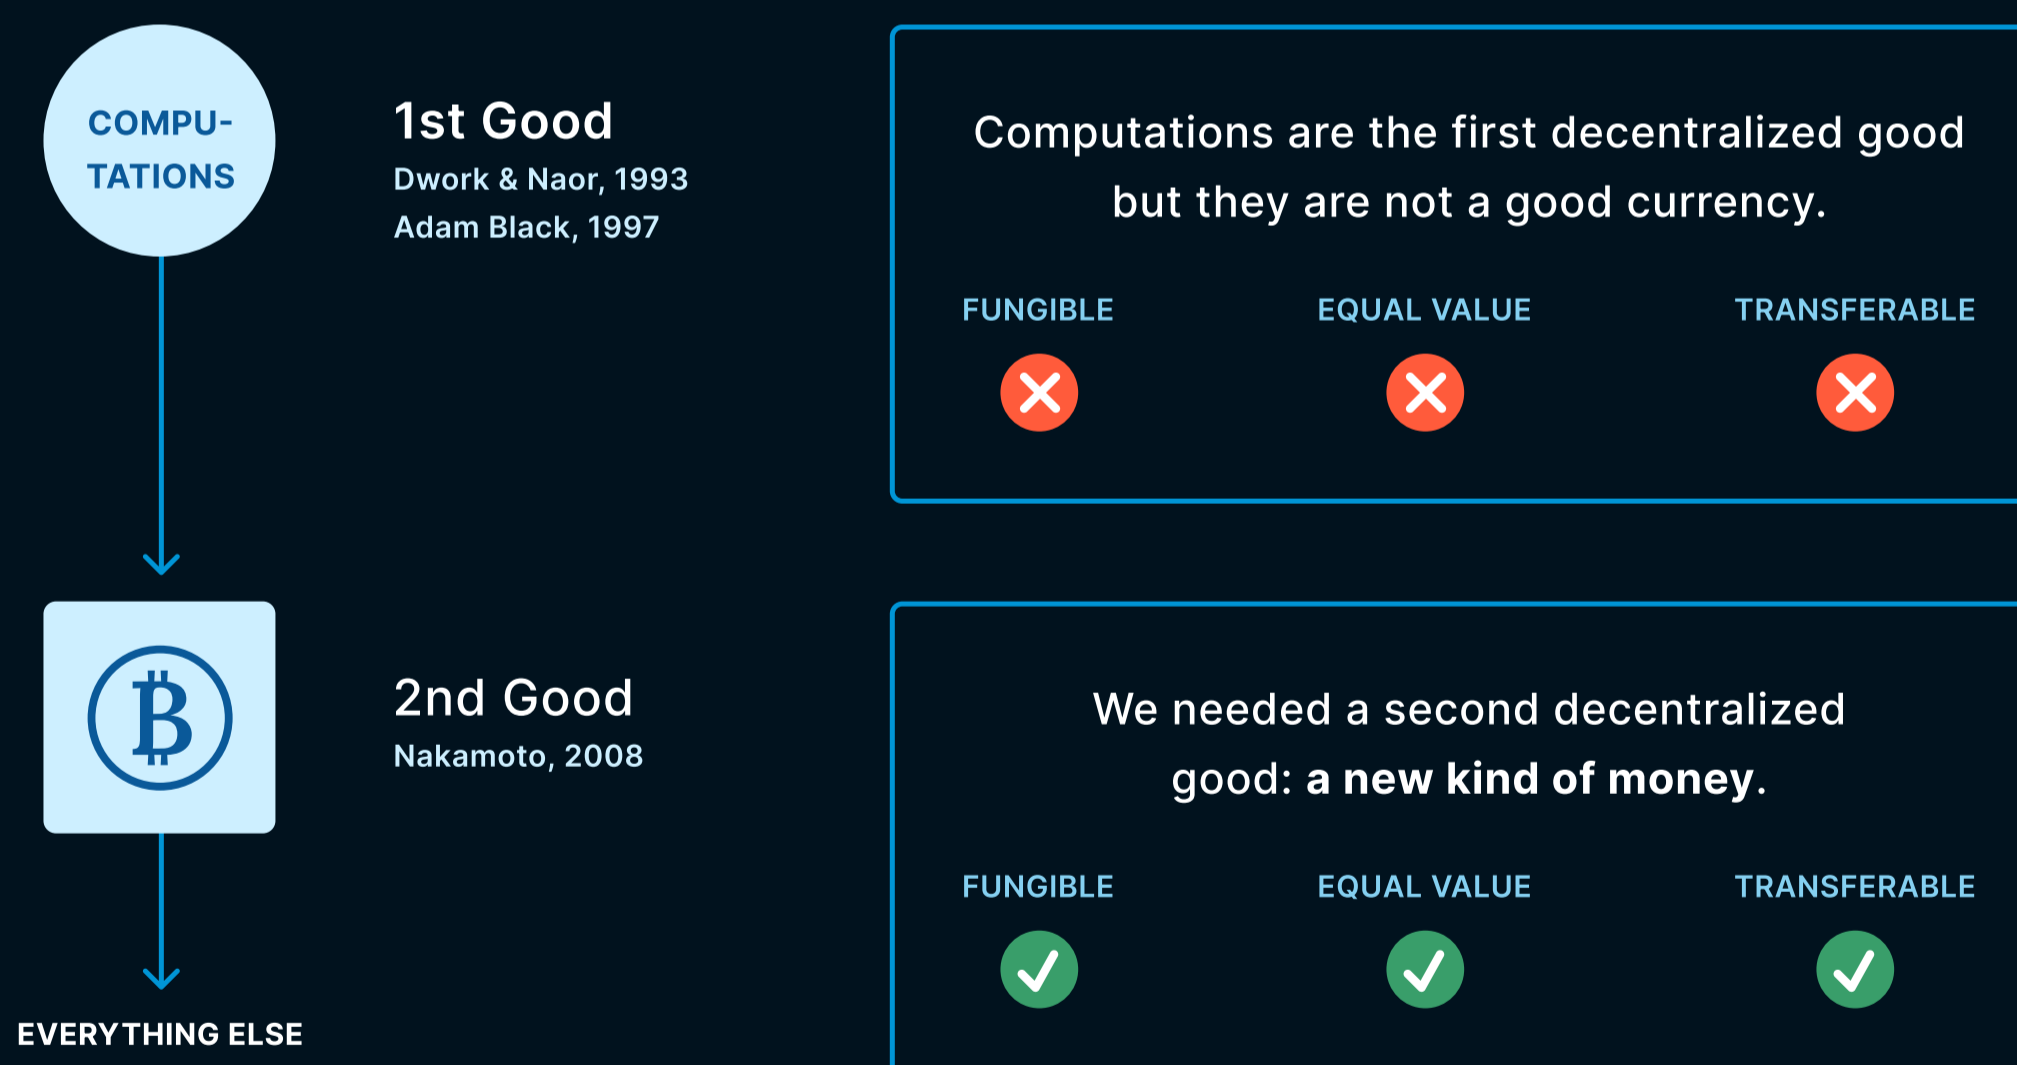 COMPU-
TATIONS
1st Good
Dwork & Naor, 1993
Adam Black, 1997
Computations are the first decentralized good
but they are not a good currency.
FUNGIBLE
EQUAL VALUE
TRANSFERABLE
2nd Good
Nakamoto, 2008
We needed a second decentralized
good: a new kind of money.
FUNGIBLE
EQUAL VALUE
TRANSFERABLE
EVERYTHING ELSE